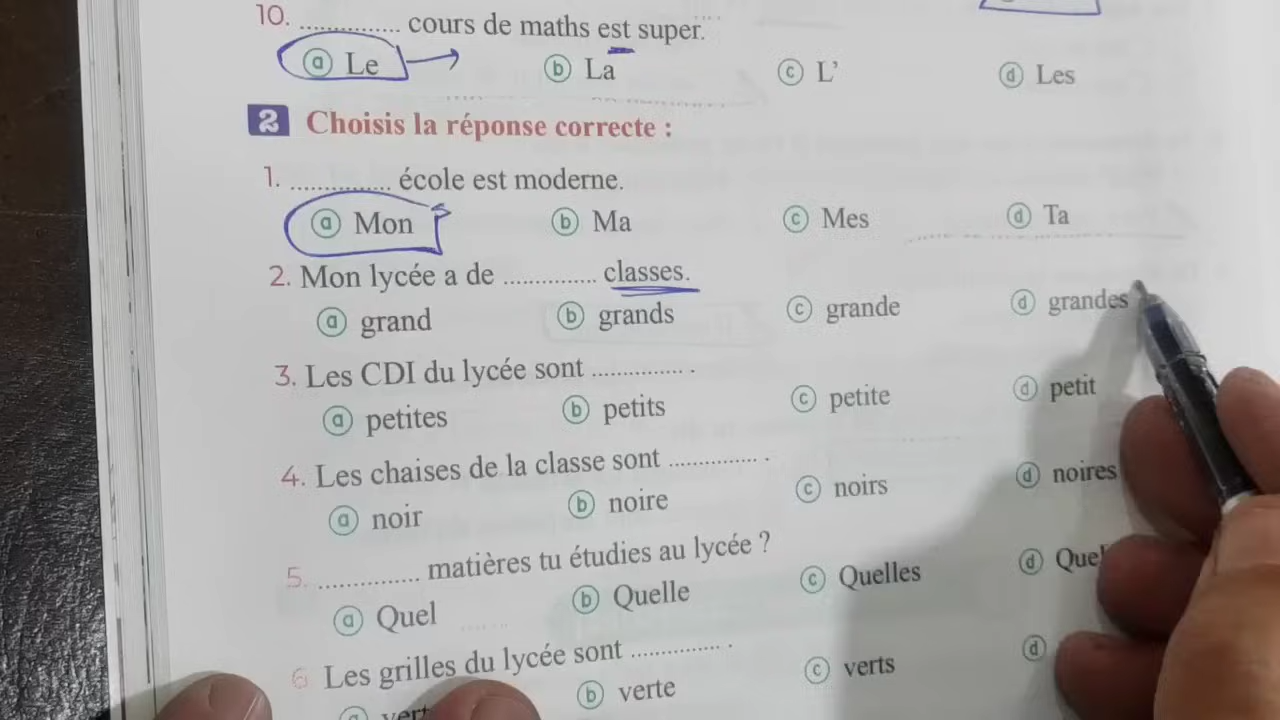 10. .............. cours de maths est super.
ⓐ Le ⓑ La ⓒ L’ ⓓ Les
2 Choisis la réponse correcte :
1. .............. école est moderne.
ⓐ Mon ⓑ Ma ⓒ Mes ⓓ Ta
2. Mon lycée a de .............. classes.
ⓐ grand ⓑ grands ⓒ grande ⓓ grandes
3. Les CDI du lycée sont .............. .
ⓐ petites ⓑ petits ⓒ petite ⓓ petit
4. Les chaises de la classe sont .............. .
ⓐ noir ⓑ noire ⓒ noirs ⓓ noires
5. .............. matières tu étudies au lycée ?
ⓐ Quel ⓑ Quelle ⓒ Quelles ⓓ
6 Les grilles du lycée sont .............. .
ⓐ ⓑ verte ⓒ verts ⓓ